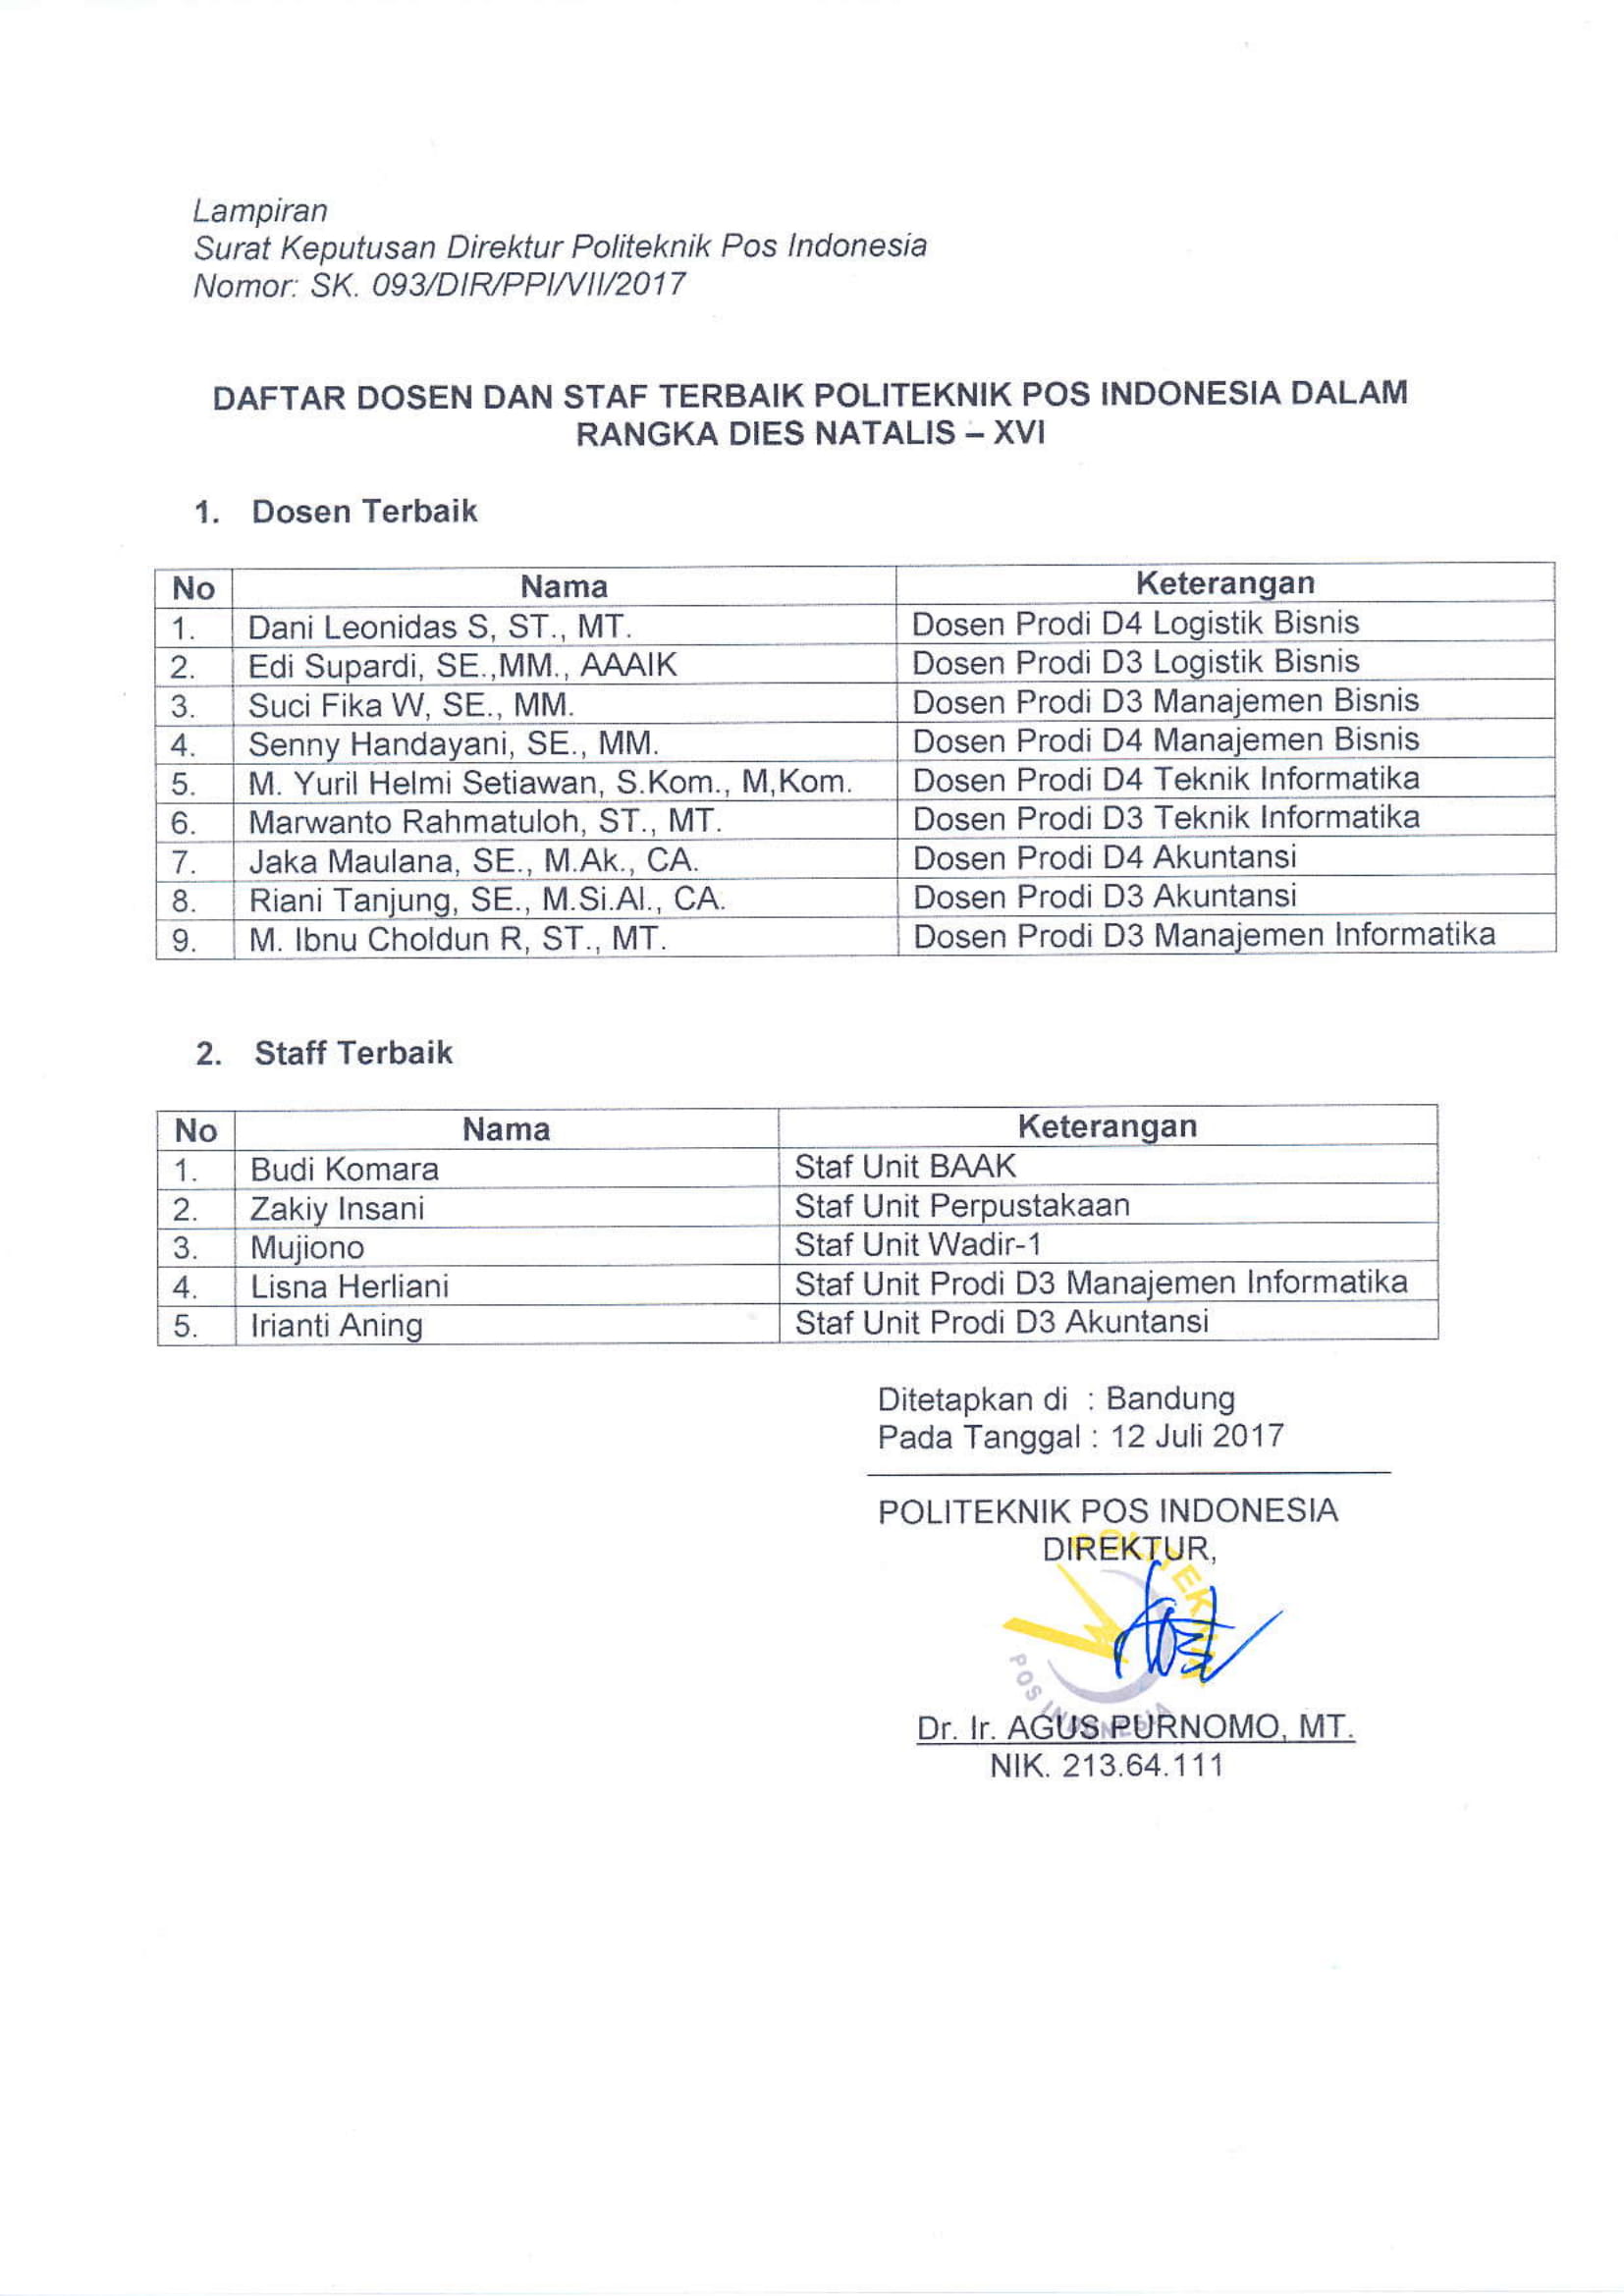 Lampiran
Surat Keputusan Direktur Politeknik Pos Indonesia
Nomor: SK. 093/DIR/PPI/VII/2017
DAFTAR DOSEN DAN STAF TERBAIK POLITEKNIK POS INDONESIA DALAM
RANGKA DIES NATALIS – XVI
1. Dosen Terbaik
No Nama Keterangan
1. Dani Leonidas S, ST., MT. Dosen Prodi D4 Logistik Bisnis
2. Edi Supardi, SE.,MM., AAAIK Dosen Prodi D3 Logistik Bisnis
3. Suci Fika W, SE., MM. Dosen Prodi D3 Manajemen Bisnis
4. Senny Handayani, SE., MM. Dosen Prodi D4 Manajemen Bisnis
5. M. Yuril Helmi Setiawan, S.Kom., M,Kom. Dosen Prodi D4 Teknik Informatika
6. Marwanto Rahmatuloh, ST., MT. Dosen Prodi D3 Teknik Informatika
7. Jaka Maulana, SE., M.Ak., CA. Dosen Prodi D4 Akuntansi
8. Riani Tanjung, SE., M.Si.Al., CA. Dosen Prodi D3 Akuntansi
9. M. Ibnu Choldun R, ST., MT. Dosen Prodi D3 Manajemen Informatika
2. Staff Terbaik
No Nama Keterangan
1. Budi Komara Staf Unit BAAK
2. Zakiy Insani Staf Unit Perpustakaan
3. Mujiono Staf Unit Wadir-1
4. Lisna Herliani Staf Unit Prodi D3 Manajemen Informatika
5. Irianti Aning Staf Unit Prodi D3 Akuntansi
Ditetapkan di : Bandung
Pada Tanggal : 12 Juli 2017
POLITEKNIK POS INDONESIA
DIREKTUR,
POLITEKNIK
POS INDONESIA
Dr. Ir. AGUS PURNOMO, MT.
NIK. 213.64.111